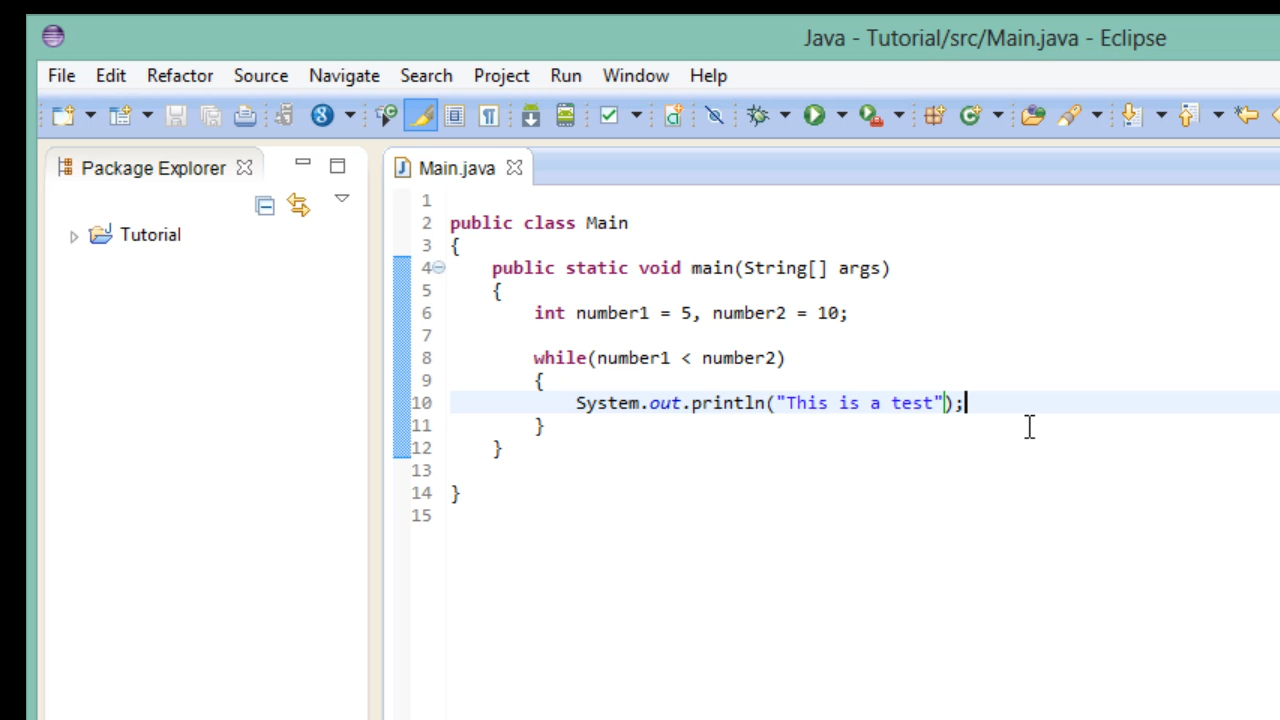 Java - Tutorial/src/Main.java - Eclipse
File Edit Refactor Source Navigate Search Project Run Window Help
Package Explorer
Main.java
Tutorial
1
2 public class Main
3 {
4 public static void main(String[] args)
5 {
6 int number1 = 5, number2 = 10;
7
8 while(number1 < number2)
9 {
10 System.out.println("This is a test");
11 }
12 }
13
14 }
15